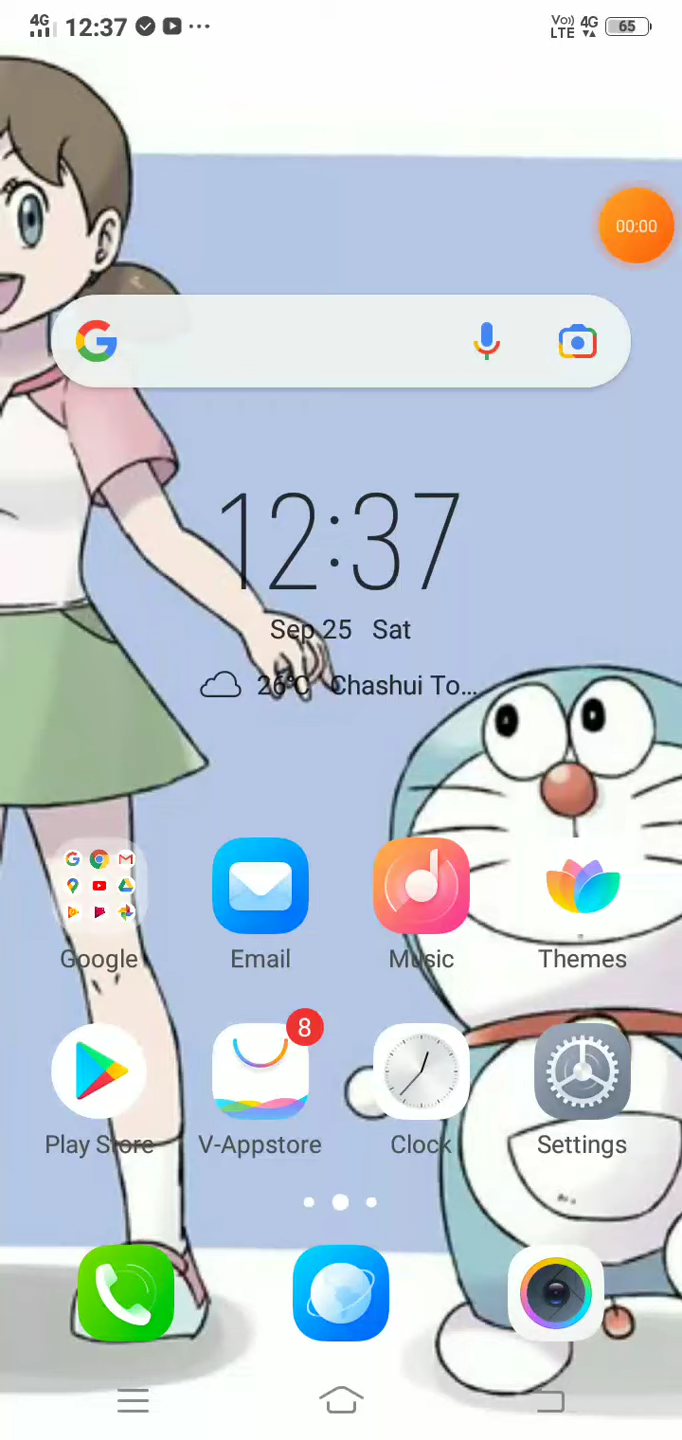 4G 12:37 Vo)) LTE 4G 65
00:00
12:37
Sep 25 Sat
26°C Chashui To...
Google Email Music Themes
8
Play Store V-Appstore Clock Settings